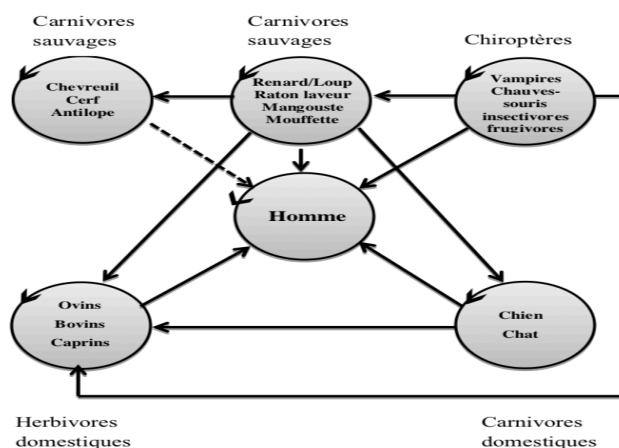 Carnivores
sauvages
Carnivores
sauvages
Chiroptères
Chevreuil
Cerf
Antilope
Renard/Loup
Raton laveur
Mangouste
Mouffette
Vampires
Chauves-
souris
insectivores
frugivores
Homme
Ovins
Bovins
Caprins
Chien
Chat
Herbivores
domestiques
Carnivores
domestiques